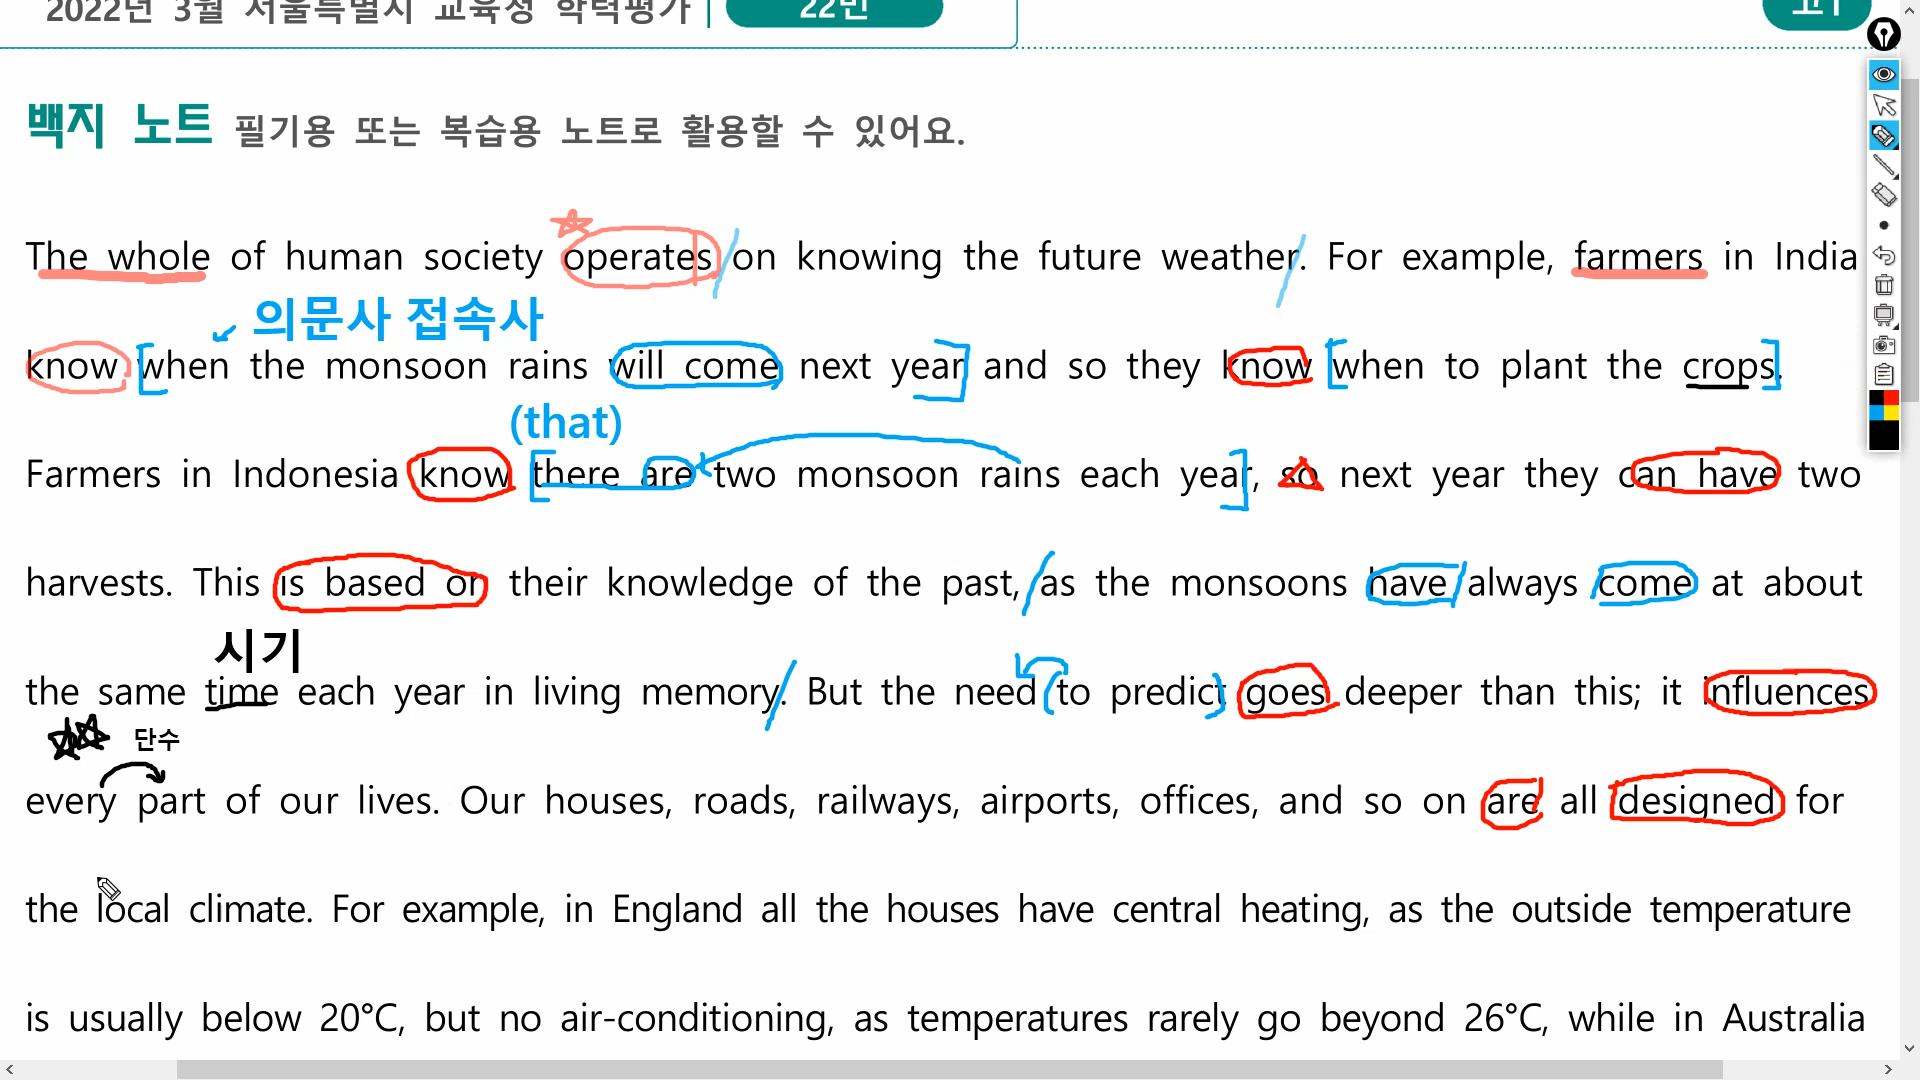 2022년 3월 서울특별시 교육청 학력평가 22번 고1
백지 노트 필기용 또는 복습용 노트로 활용할 수 있어요.
The whole of human society operates on knowing the future weather. For example, farmers in India
의문사 접속사
know when the monsoon rains will come next year and so they know when to plant the crops.
(that)
Farmers in Indonesia know there are two monsoon rains each year, so next year they can have two
harvests. This is based on their knowledge of the past, as the monsoons have always come at about
시기
the same time each year in living memory. But the need to predict goes deeper than this; it influences
단수
every part of our lives. Our houses, roads, railways, airports, offices, and so on are all designed for
the local climate. For example, in England all the houses have central heating, as the outside temperature
is usually below 20°C, but no air-conditioning, as temperatures rarely go beyond 26°C, while in Australia